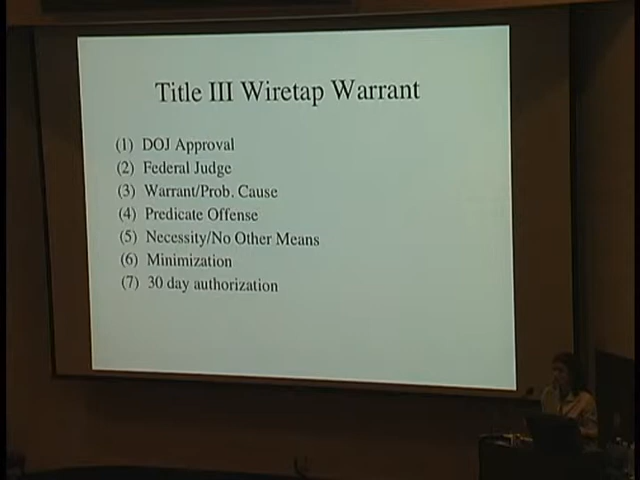 Title III Wiretap Warrant
(1) DOJ Approval
(2) Federal Judge
(3) Warrant/Prob. Cause
(4) Predicate Offense
(5) Necessity/No Other Means
(6) Minimization
(7) 30 day authorization